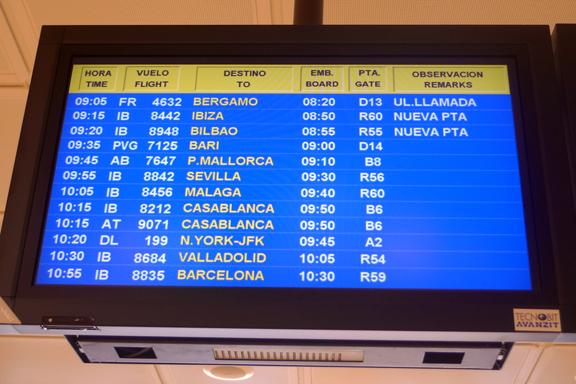 HORA VUELO DESTINO EMB. PTA. OBSERVACION
TIME FLIGHT TO BOARD GATE REMARKS
09:05 FR 4632 BERGAMO 08:20 D13 UL.LLAMADA
09:15 IB 8442 IBIZA 08:50 R60 NUEVA PTA
09:20 IB 8948 BILBAO 08:55 R55 NUEVA PTA
09:35 PVG 7125 BARI 09:00 D14
09:45 AB 7647 P.MALLORCA 09:10 B8
09:55 IB 8842 SEVILLA 09:30 R56
10:05 IB 8456 MALAGA 09:40 R60
10:15 IB 8212 CASABLANCA 09:50 B6
10:15 AT 9071 CASABLANCA 09:50 B6
10:20 DL 199 N.YORK-JFK 09:45 A2
10:30 IB 8684 VALLADOLID 10:05 R54
10:55 IB 8835 BARCELONA 10:30 R59
TECNOBIT
AVANZIT